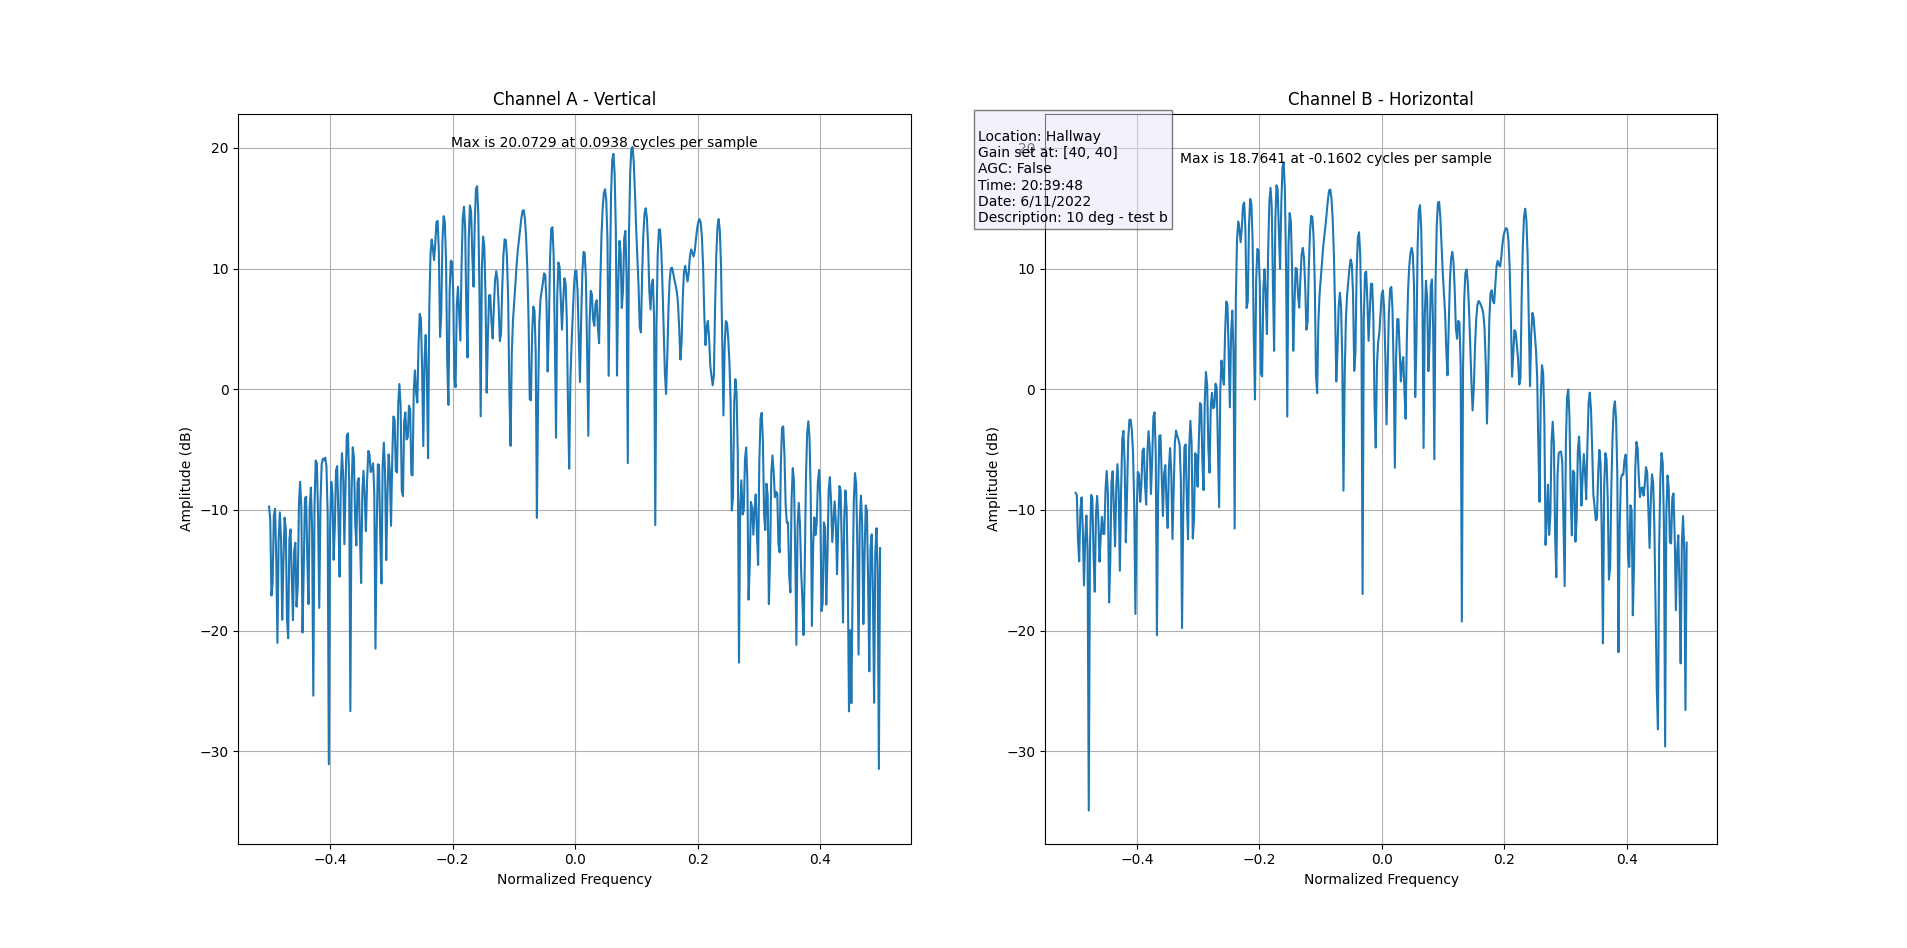 Channel A - Vertical
Max is 20.0729 at 0.0938 cycles per sample
20
10
0
−10
−20
−30
Amplitude (dB)
−0.4
−0.2
0.0
0.2
0.4
Normalized Frequency
Channel B - Horizontal
Location: Hallway
Gain set at: [40, 40]
AGC: False
Time: 20:39:48
Date: 6/11/2022
Description: 10 deg - test b
Max is 18.7641 at -0.1602 cycles per sample
20
10
0
−10
−20
−30
Amplitude (dB)
−0.4
−0.2
0.0
0.2
0.4
Normalized Frequency